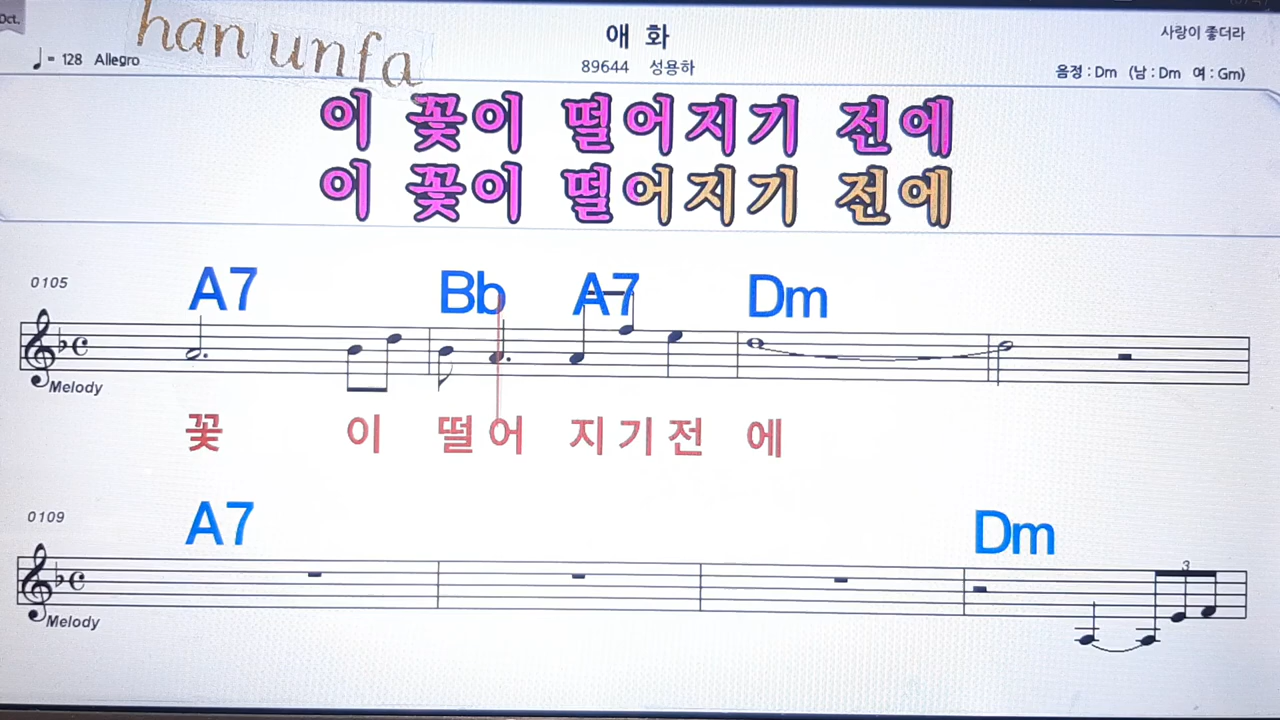 Oct.
han unfa
애 화
사랑이 좋더라
♩= 128 Allegro
89644 성용하
음정 : Dm (남 : Dm 여 : Gm)
이 꽃이 떨어지기 전에
이 꽃이 떨어지기 전에
0105
A7 Bb A7 Dm
Melody
꽃 이 떨 어 지 기 전 에
0109
A7 Dm
3
Melody